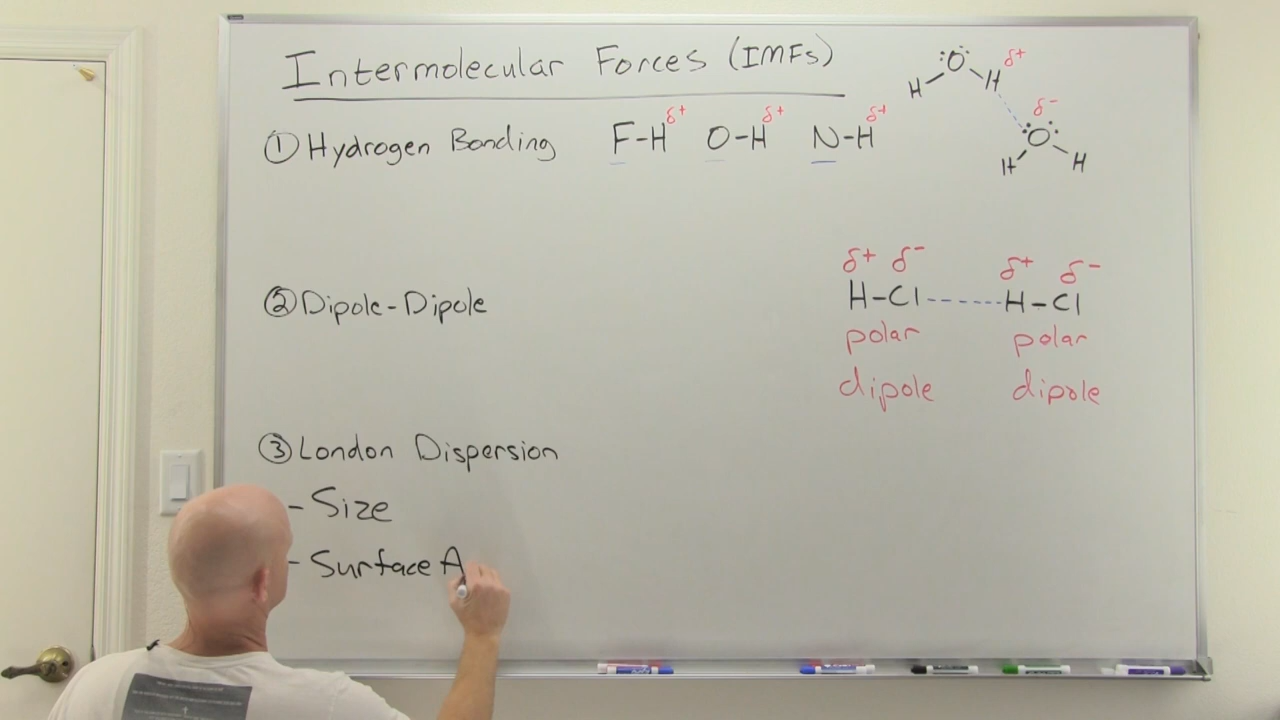 Intermolecular Forces (IMFs)
① Hydrogen Bonding
F-H δ+
O-H δ+
N-H δ+
H O H δ+
δ- O
H H
② Dipole-Dipole
δ+ δ- δ+ δ-
H-Cl------H-Cl
polar polar
dipole dipole
③ London Dispersion
- Size
- Surface A